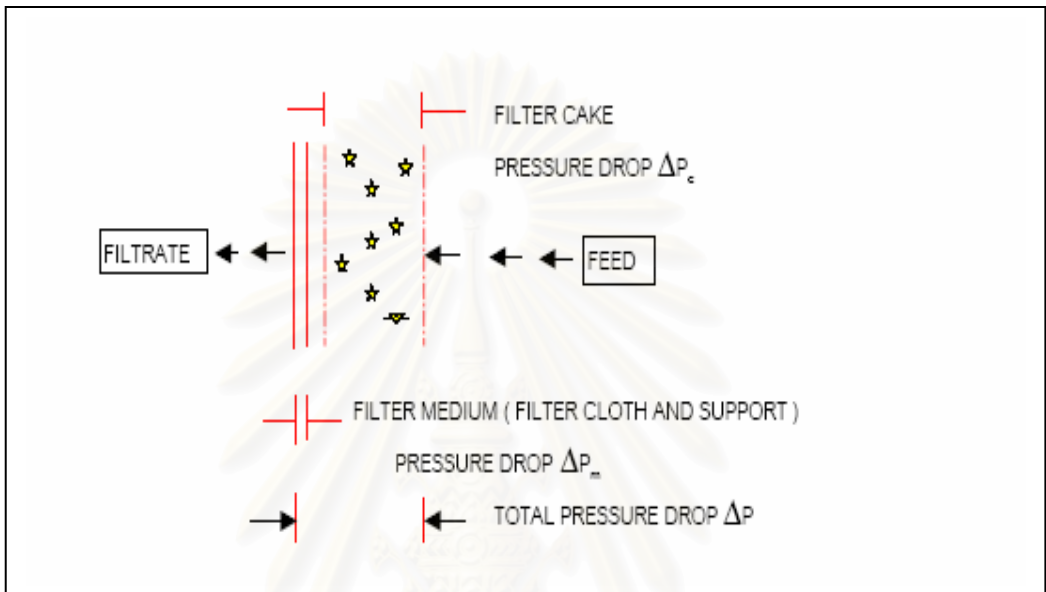 FILTER CAKE
PRESSURE DROP ΔPc
FILTRATE
FEED
FILTER MEDIUM ( FILTER CLOTH AND SUPPORT )
PRESSURE DROP ΔPm
TOTAL PRESSURE DROP ΔP